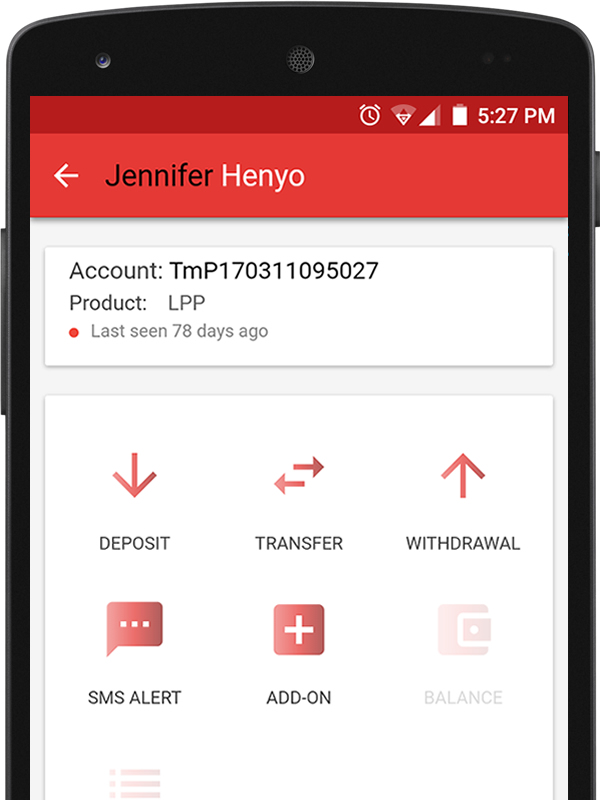 5:27 PM
Jennifer Henyo
Account: TmP170311095027
Product: LPP
Last seen 78 days ago
DEPOSIT TRANSFER WITHDRAWAL
SMS ALERT ADD-ON BALANCE